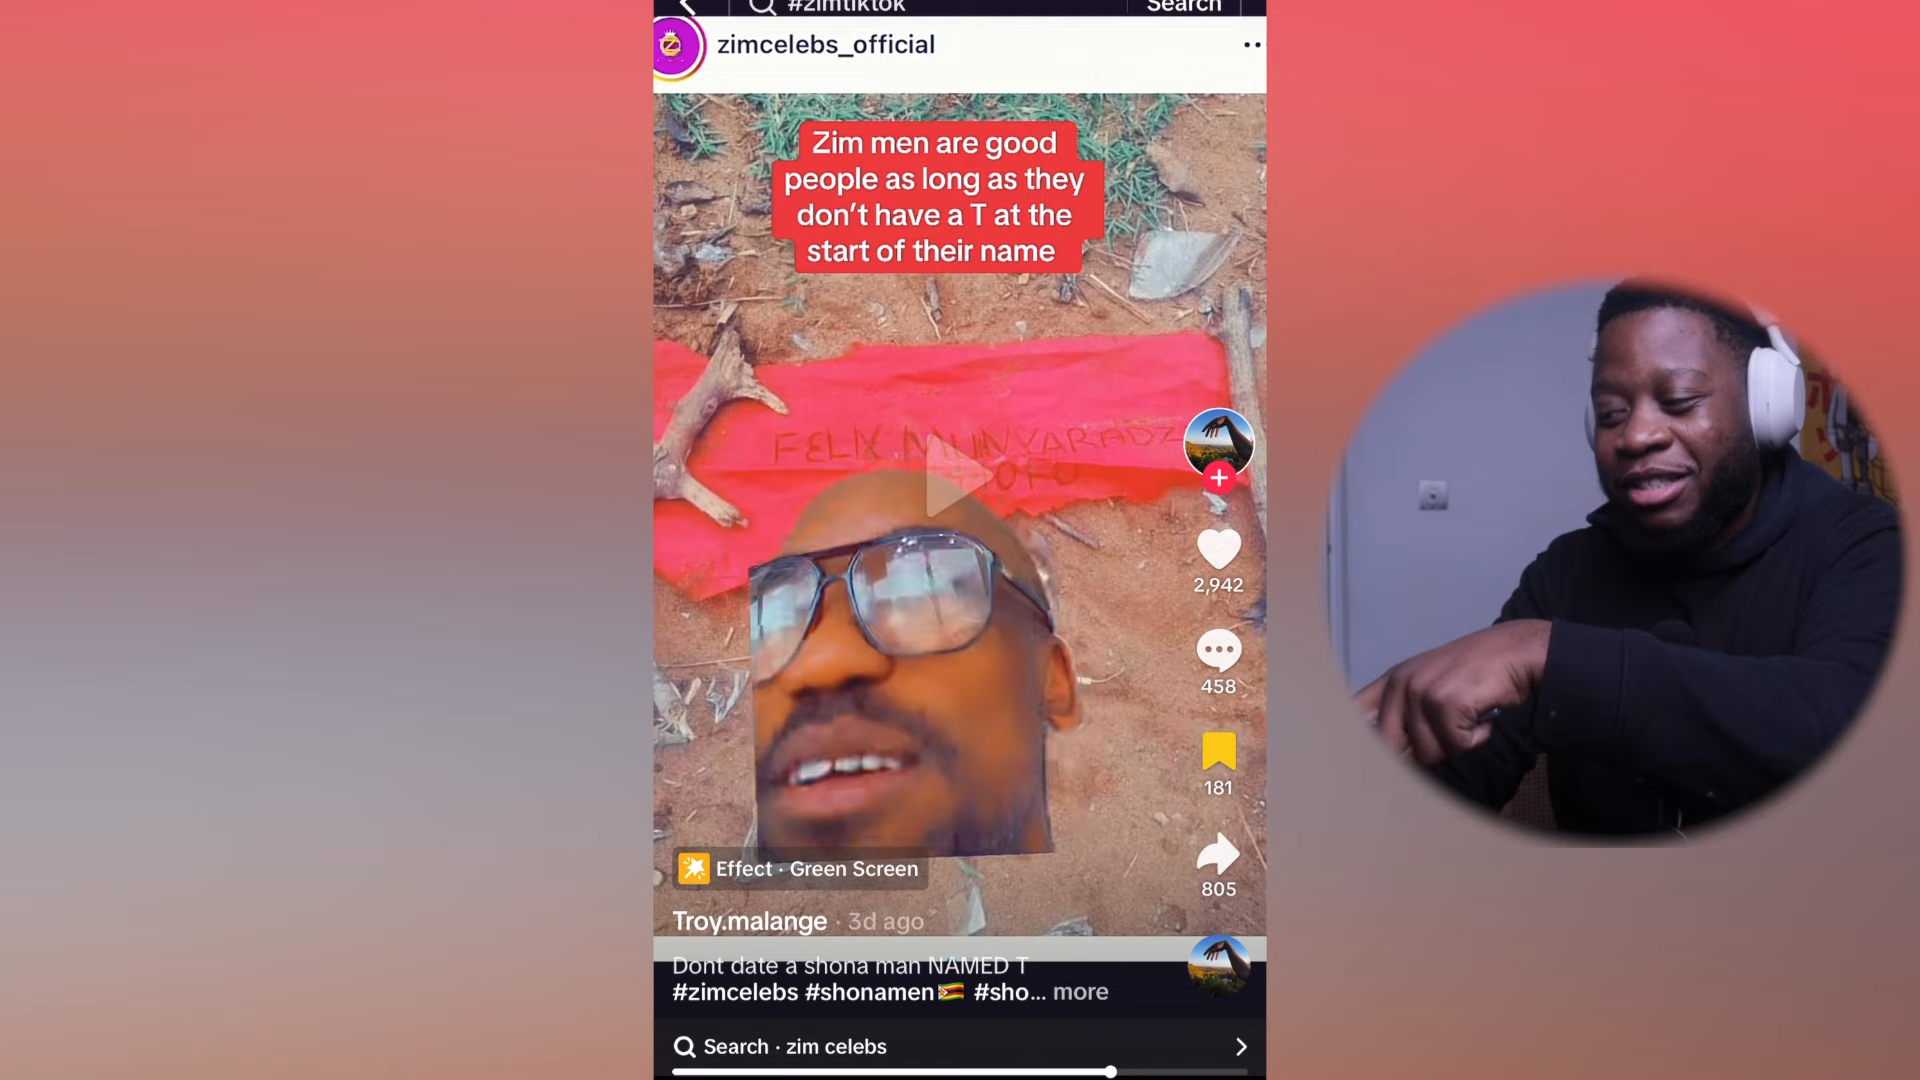 #zimtiktok
Search
zimcelebs_official
Zim men are good
people as long as they
don't have a T at the
start of their name
FELIX MUNYARADZ
2,942
458
181
Effect · Green Screen
805
Troy.malange · 3d ago
Dont date a shona man NAMED T
#zimcelebs #shonamen🇿🇼 #sho... more
Search · zim celebs